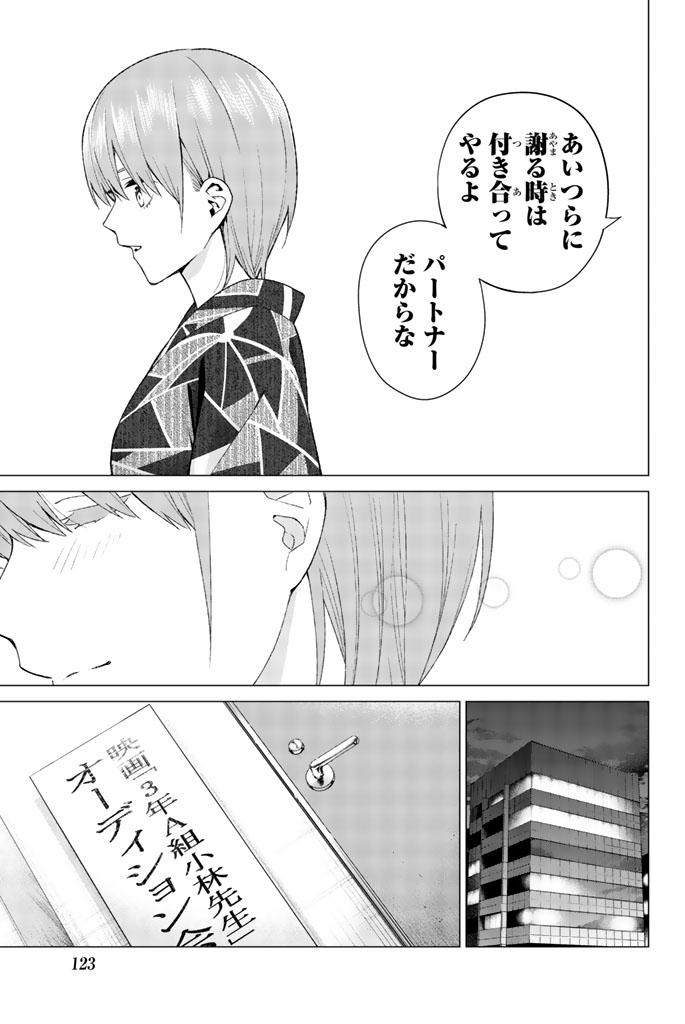 あいつらに
謝る時は
付き合って
やるよ
パートナー
だからな
映画「3年A組小林先生」
オーディション会
123